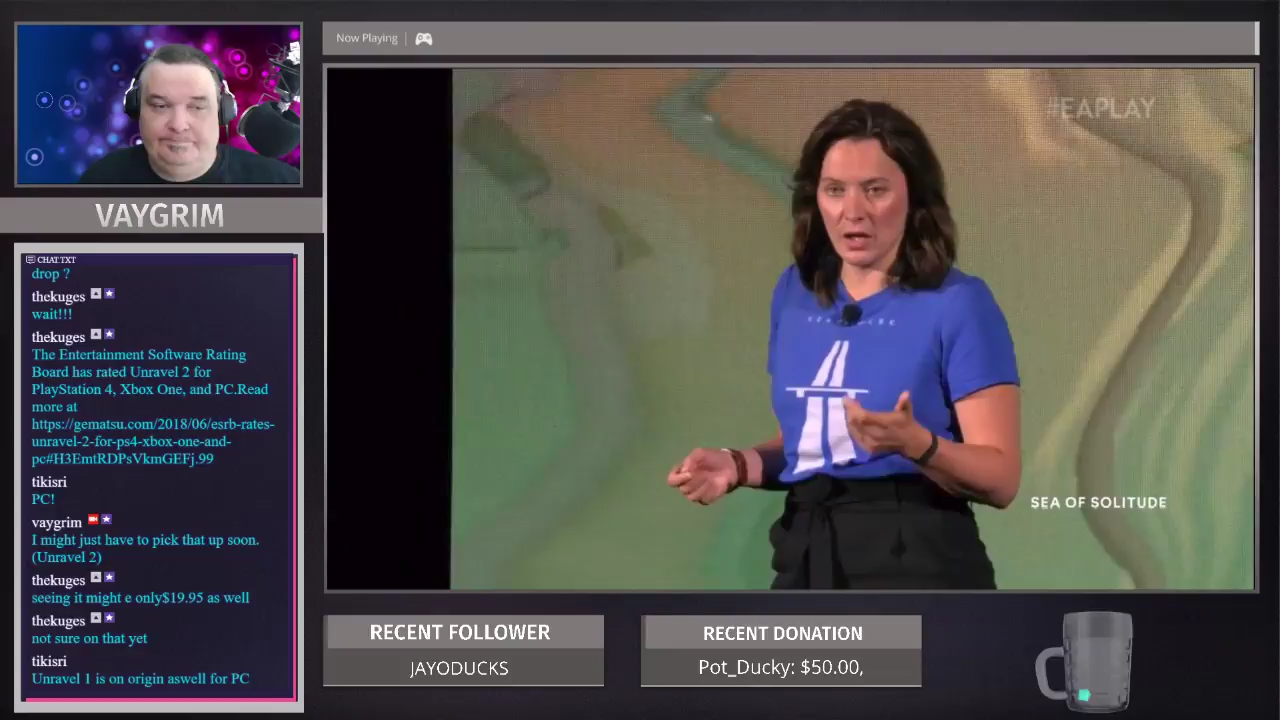 Now Playing
#EAPLAY
VAYGRIM
CHAT.TXT
drop ?
thekuges
wait!!!
thekuges
The Entertainment Software Rating
Board has rated Unravel 2 for
PlayStation 4, Xbox One, and PC.Read
more at
https://gematsu.com/2018/06/esrb-rates-
unravel-2-for-ps4-xbox-one-and-
pc#H3EmtRDPsVkmGEFj.99
tikisri
PC!
vaygrim
I might just have to pick that up soon.
(Unravel 2)
thekuges
seeing it might e only$19.95 as well
thekuges
not sure on that yet
tikisri
Unravel 1 is on origin aswell for PC
SEA OF SOLITUDE
RECENT FOLLOWER
JAYODUCKS
RECENT DONATION
Pot_Ducky: $50.00,